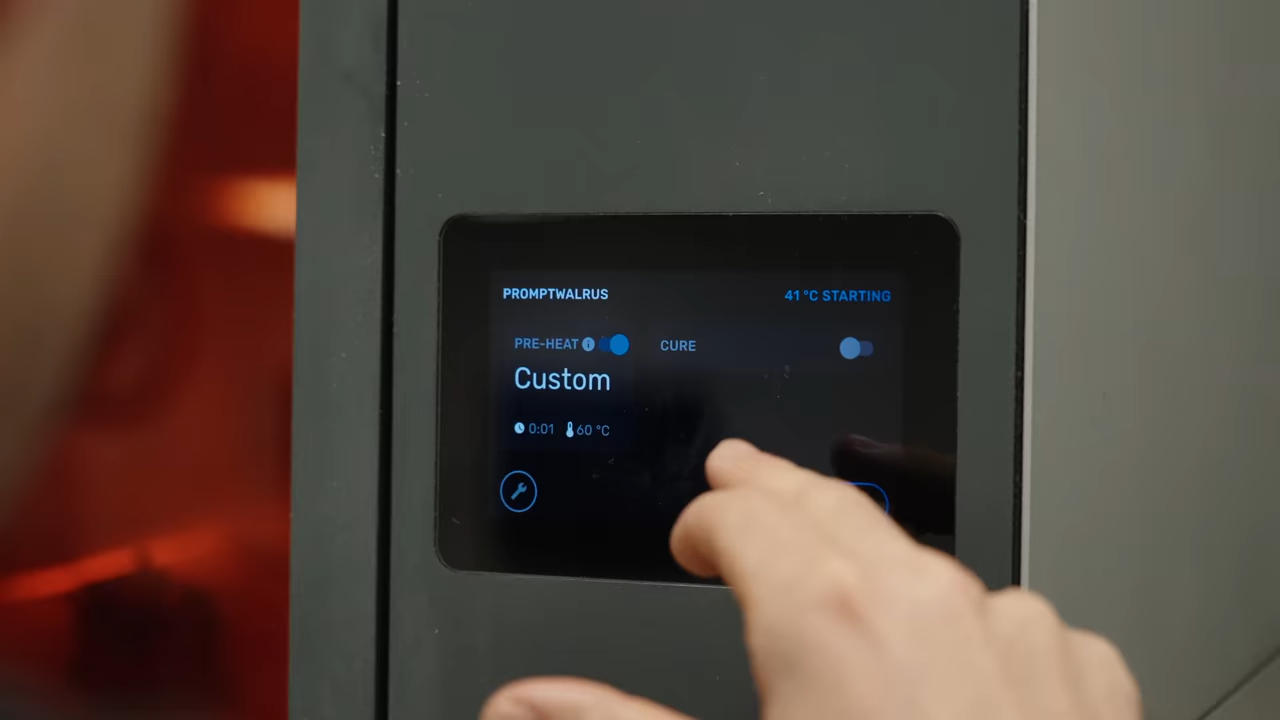 PROMPTWALRUS
41 °C STARTING
PRE-HEAT
CURE
Custom
0:01 60 °C